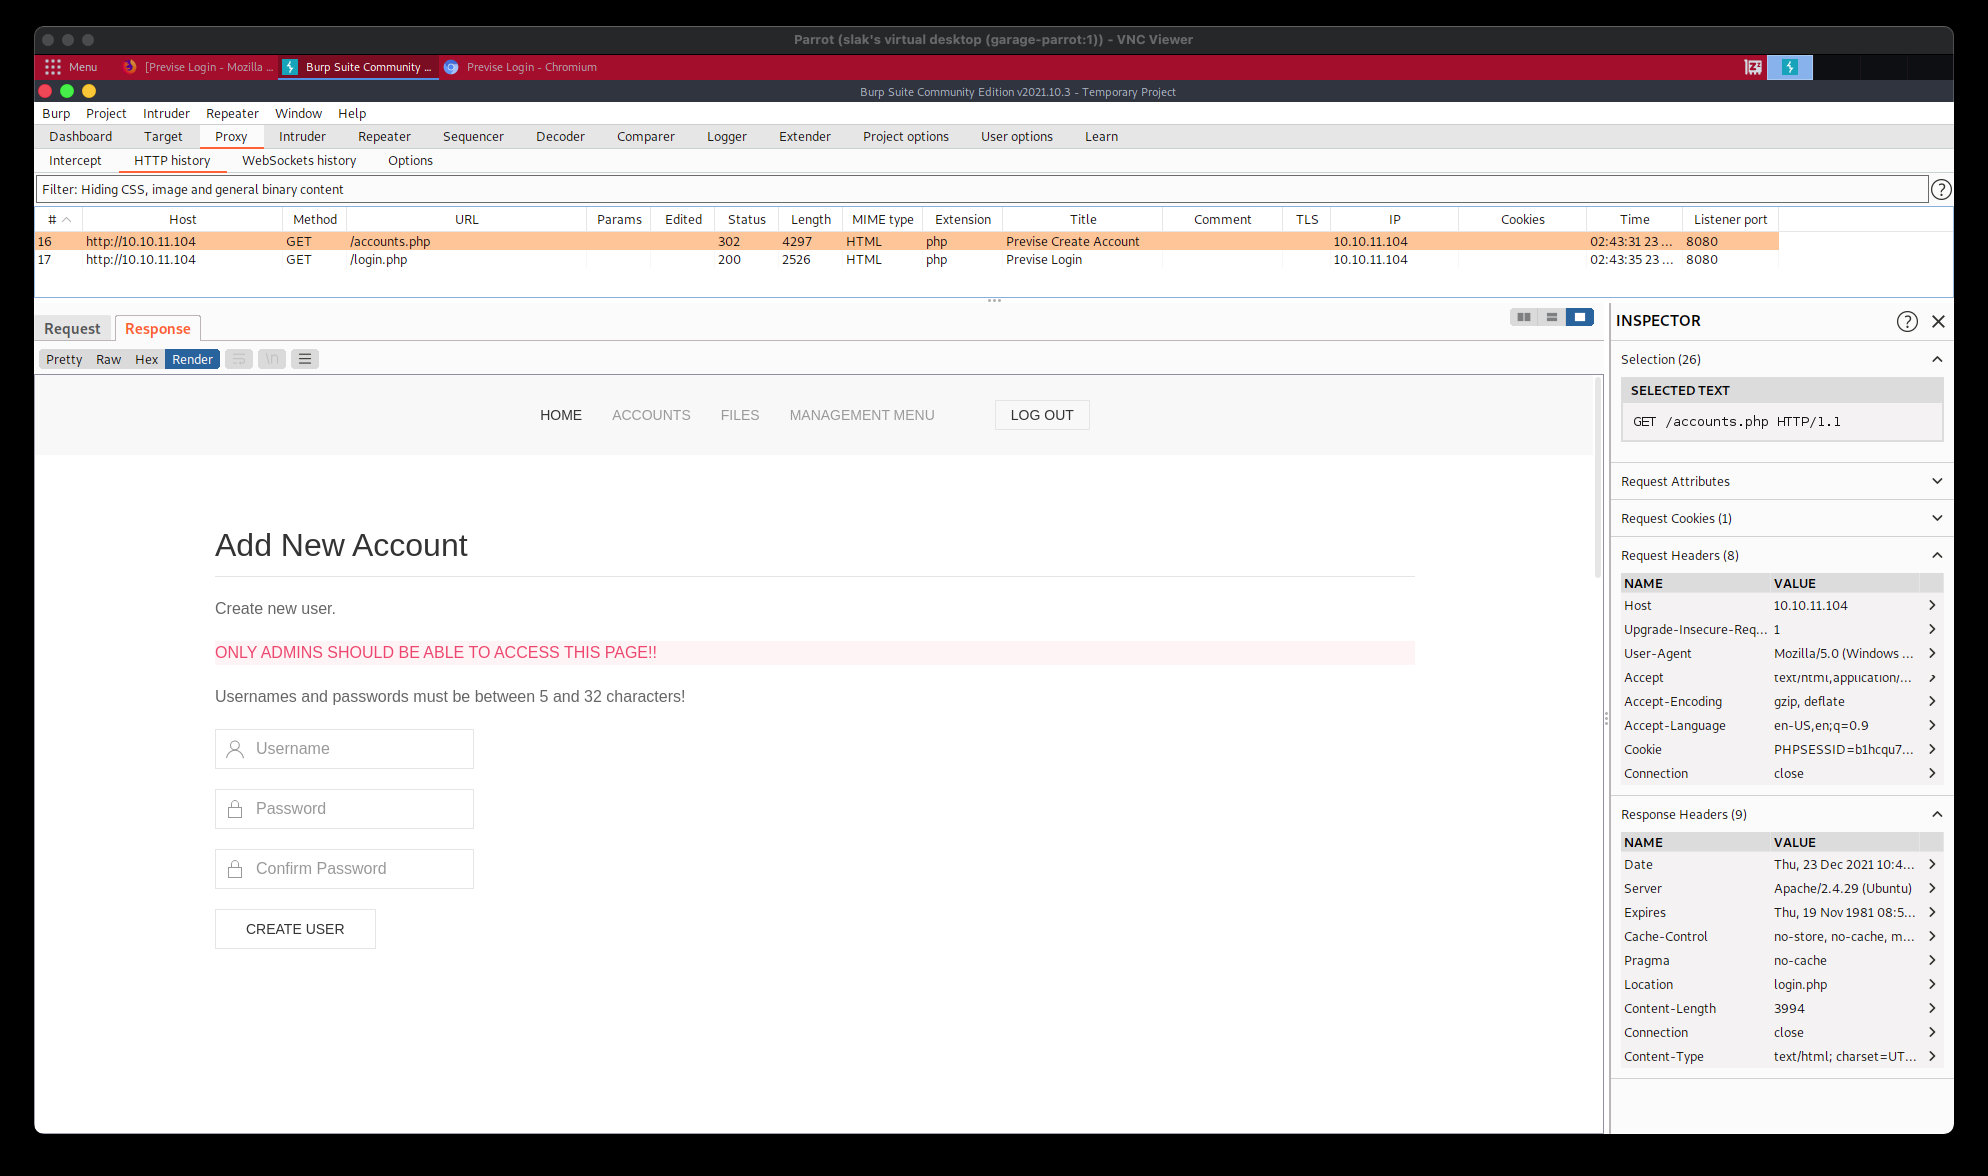 Parrot (slak's virtual desktop (garage-parrot:1)) - VNC Viewer
Menu [Previse Login - Mozilla ... Burp Suite Community ... Previse Login - Chromium
Burp Suite Community Edition v2021.10.3 - Temporary Project
Burp Project Intruder Repeater Window Help
Dashboard Target Proxy Intruder Repeater Sequencer Decoder Comparer Logger Extender Project options User options Learn
Intercept HTTP history WebSockets history Options
Filter: Hiding CSS, image and general binary content ?
# Host Method URL Params Edited Status Length MIME type Extension Title Comment TLS IP Cookies Time Listener port
16 http://10.10.11.104 GET /accounts.php 302 4297 HTML php Previse Create Account 10.10.11.104 02:43:31 23 ... 8080
17 http://10.10.11.104 GET /login.php 200 2526 HTML php Previse Login 10.10.11.104 02:43:35 23 ... 8080
Request Response
Pretty Raw Hex Render \n
HOME ACCOUNTS FILES MANAGEMENT MENU LOG OUT
Add New Account
Create new user.
ONLY ADMINS SHOULD BE ABLE TO ACCESS THIS PAGE!!
Usernames and passwords must be between 5 and 32 characters!
Username
Password
Confirm Password
CREATE USER
INSPECTOR ?
Selection (26)
SELECTED TEXT
GET /accounts.php HTTP/1.1
Request Attributes
Request Cookies (1)
Request Headers (8)
NAME VALUE
Host 10.10.11.104
Upgrade-Insecure-Req... 1
User-Agent Mozilla/5.0 (Windows ...
Accept text/html,application/...
Accept-Encoding gzip, deflate
Accept-Language en-US,en;q=0.9
Cookie PHPSESSID=b1hcqu7...
Connection close
Response Headers (9)
NAME VALUE
Date Thu, 23 Dec 2021 10:4...
Server Apache/2.4.29 (Ubuntu)
Expires Thu, 19 Nov 1981 08:5...
Cache-Control no-store, no-cache, m...
Pragma no-cache
Location login.php
Content-Length 3994
Connection close
Content-Type text/html; charset=UT...